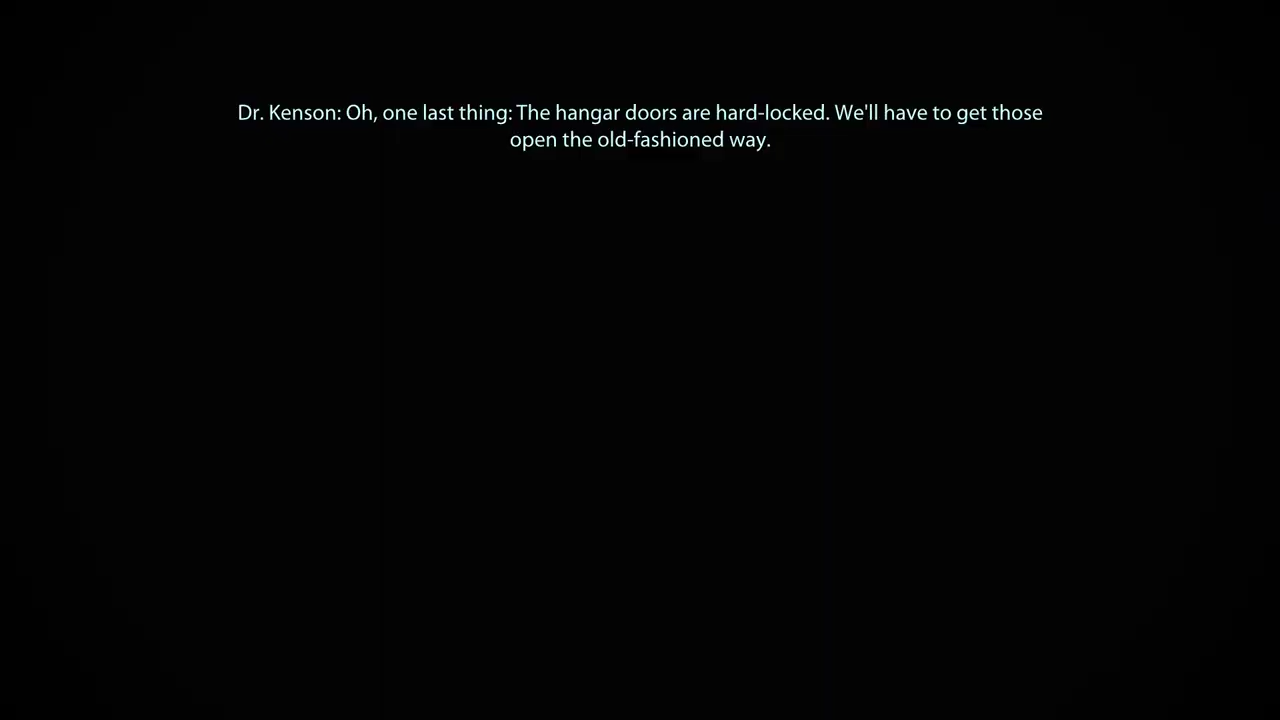 Dr. Kenson: Oh, one last thing: The hangar doors are hard-locked. We'll have to get those
open the old-fashioned way.